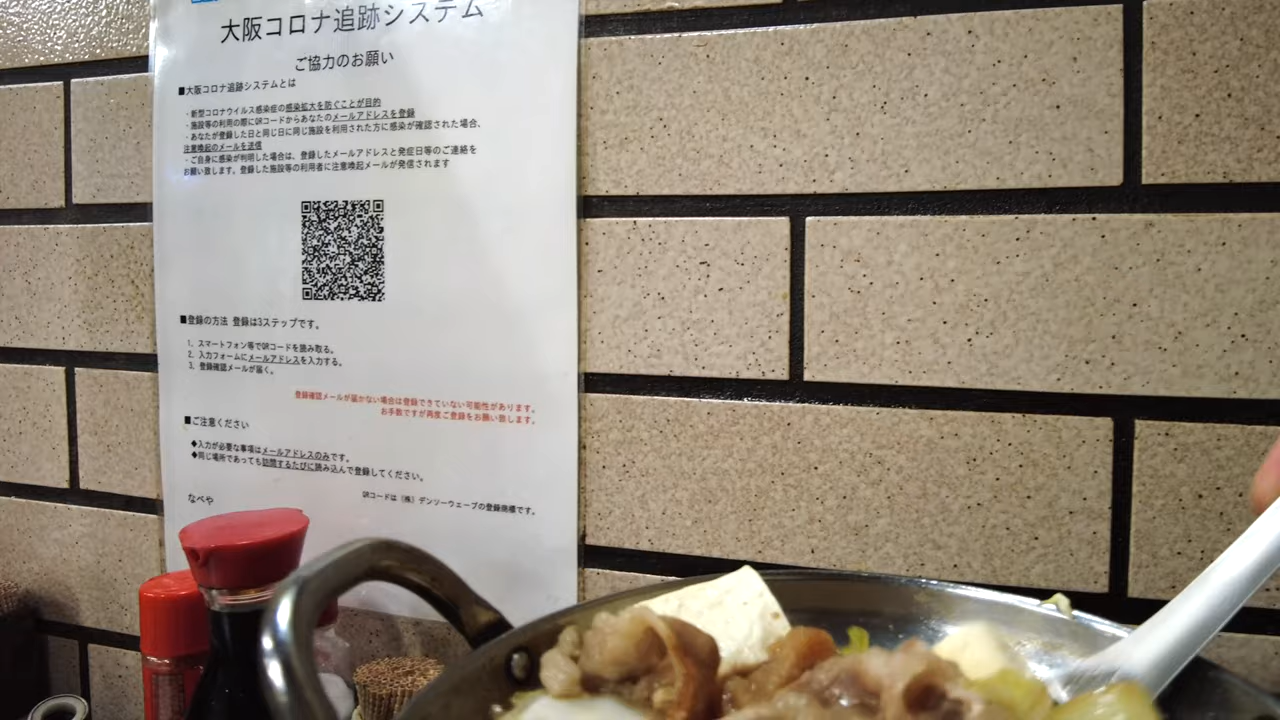 大阪コロナ追跡システム
ご協力のお願い
■大阪コロナ追跡システムとは
・新型コロナウイルス感染症の感染拡大を防ぐことが目的
・施設等の利用の際にQRコードからあなたのメールアドレスを登録
・あなたが登録した日と同じ日に同じ施設を利用された方に感染が確認された場合、
注意喚起のメールを送信
・ご自身に感染が判明した場合は、登録したメールアドレスと発症日等のご連絡を
お願い致します。登録した施設等の利用者に注意喚起メールが発信されます
■登録の方法 登録は3ステップです。
1. スマートフォン等でQRコードを読み取る。
2. 入力フォームにメールアドレスを入力する。
3. 登録確認メールが届く。
登録確認メールが届かない場合は登録できていない可能性があります。
お手数ですが再度ご登録をお願い致します。
■ご注意ください
◆入力が必要な事項はメールアドレスのみです。
◆同じ場所であっても訪問するたびに読み込んで登録してください。
なべや
QRコードは（株）デンソーウェーブの登録商標です。